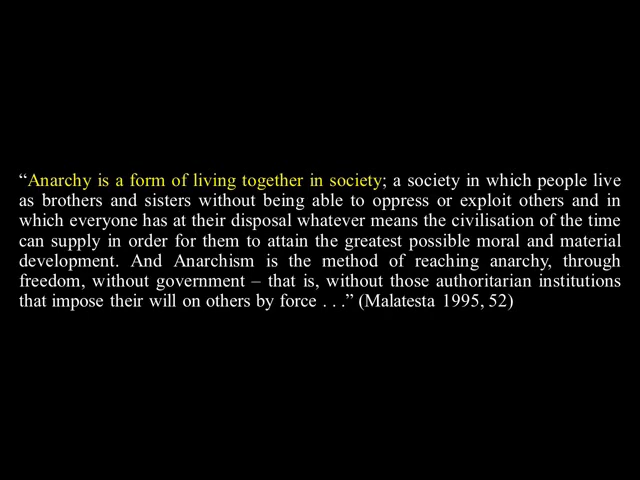 “Anarchy is a form of living together in society; a society in which people live
as brothers and sisters without being able to oppress or exploit others and in
which everyone has at their disposal whatever means the civilisation of the time
can supply in order for them to attain the greatest possible moral and material
development. And Anarchism is the method of reaching anarchy, through
freedom, without government – that is, without those authoritarian institutions
that impose their will on others by force . . .” (Malatesta 1995, 52)